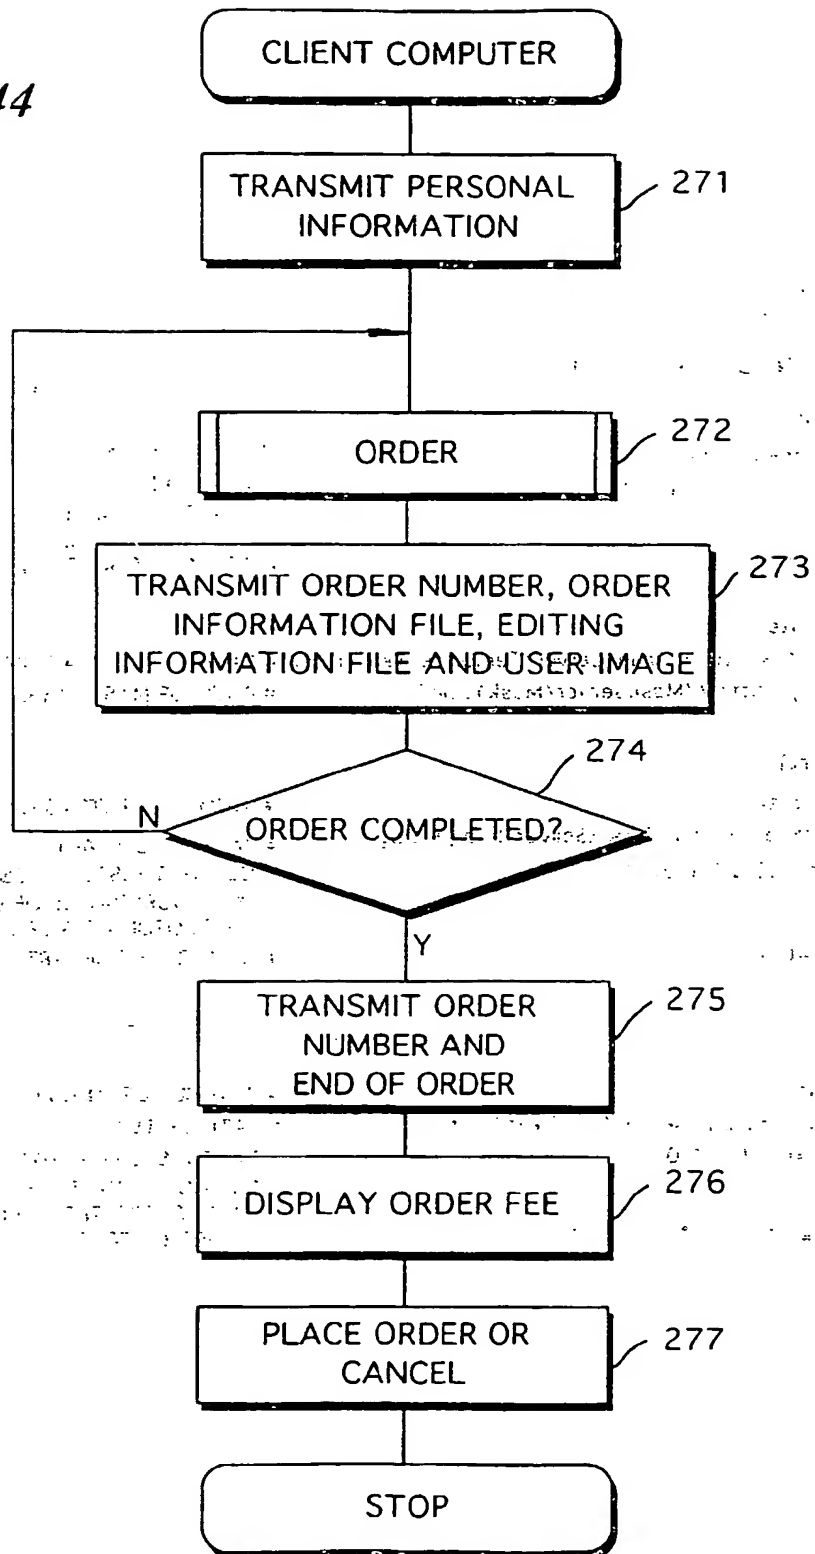 44
CLIENT COMPUTER
TRANSMIT PERSONAL
INFORMATION
271
ORDER
272
TRANSMIT ORDER NUMBER, ORDER
INFORMATION FILE, EDITING
INFORMATION FILE AND USER IMAGE
273
274
ORDER COMPLETED?
N
Y
TRANSMIT ORDER
NUMBER AND
END OF ORDER
275
DISPLAY ORDER FEE
276
PLACE ORDER OR
CANCEL
277
STOP